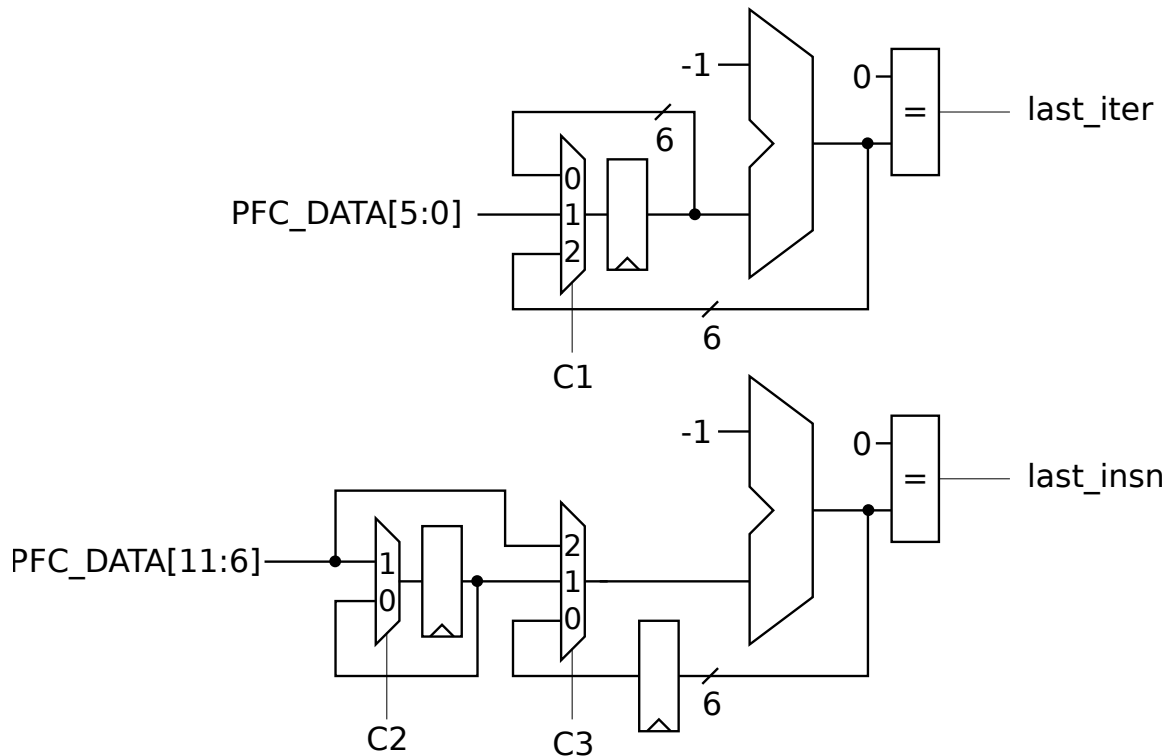 -1
0
= last_iter
6
0
PFC_DATA[5:0] 1
2
6
C1
-1
0
= last_insn
2
PFC_DATA[11:6] 1 1
0 0
6
C2 C3